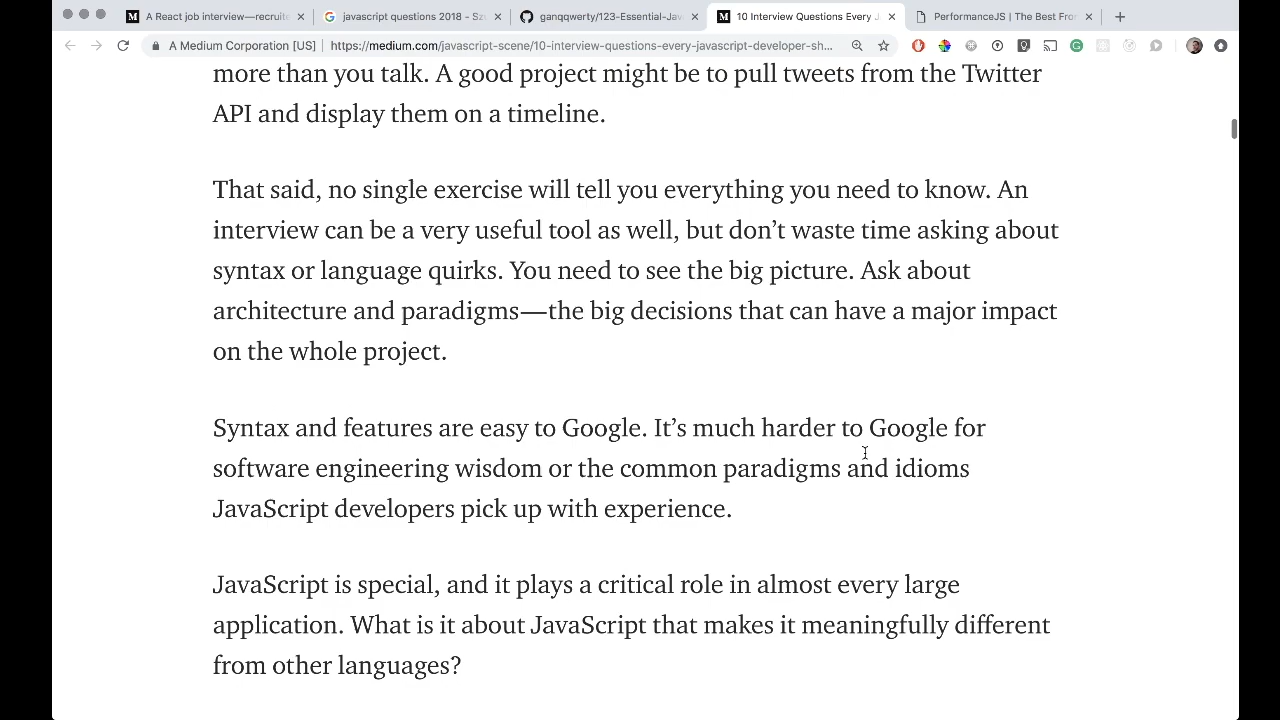 A React job interview—recruite
javascript questions 2018 - Szu
ganqqwerty/123-Essential-Jav
10 Interview Questions Every J
PerformanceJS | The Best Fron
A Medium Corporation [US] | https://medium.com/javascript-scene/10-interview-questions-every-javascript-developer-sh...
more than you talk. A good project might be to pull tweets from the Twitter
API and display them on a timeline.
That said, no single exercise will tell you everything you need to know. An
interview can be a very useful tool as well, but don’t waste time asking about
syntax or language quirks. You need to see the big picture. Ask about
architecture and paradigms—the big decisions that can have a major impact
on the whole project.
Syntax and features are easy to Google. It’s much harder to Google for
software engineering wisdom or the common paradigms and idioms
JavaScript developers pick up with experience.
JavaScript is special, and it plays a critical role in almost every large
application. What is it about JavaScript that makes it meaningfully different
from other languages?